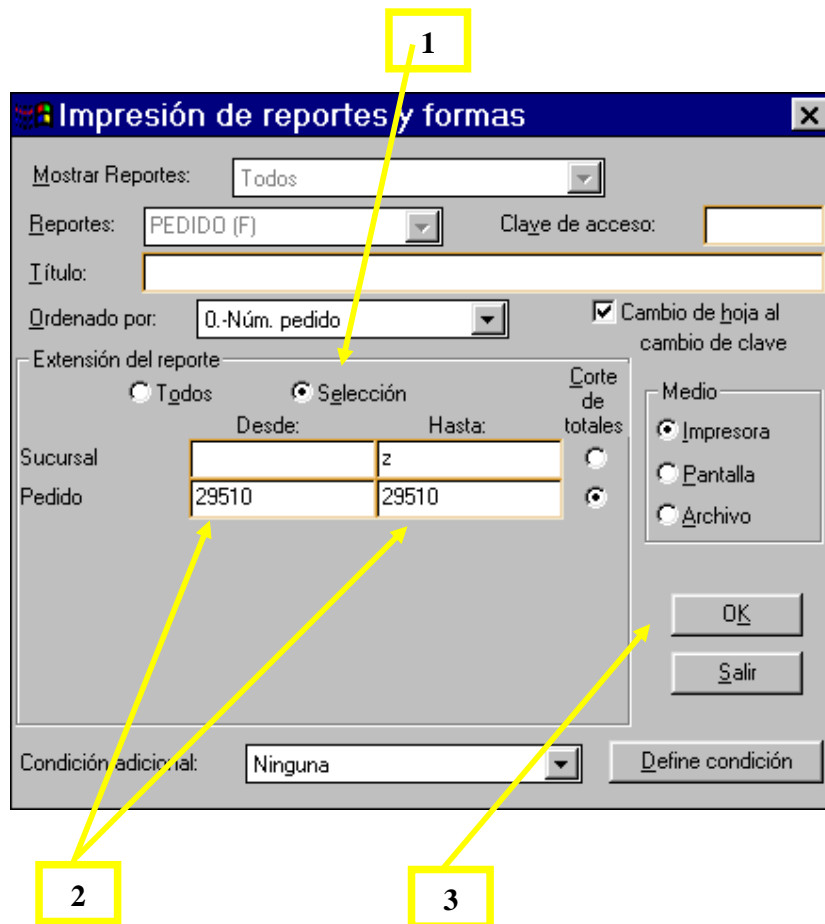 1
Impresión de reportes y formas
Mostrar Reportes: Todos
Reportes: PEDIDO (F) Clave de acceso:
Título:
Ordenado por: 0.-Núm. pedido Cambio de hoja al
cambio de clave
Extensión del reporte
Todos Selección Corte
de
totales
Desde: Hasta:
Sucursal z
Pedido 29510 29510
Medio
Impresora
Pantalla
Archivo
OK
Salir
Condición adicional: Ninguna Define condición
2 3